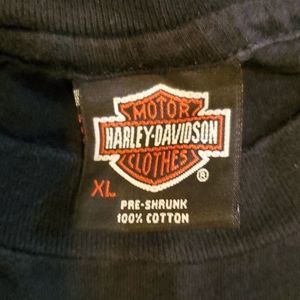 MOTOR
HARLEY-DAVIDSON
CLOTHES
®
XL
PRE-SHRUNK
100% COTTON